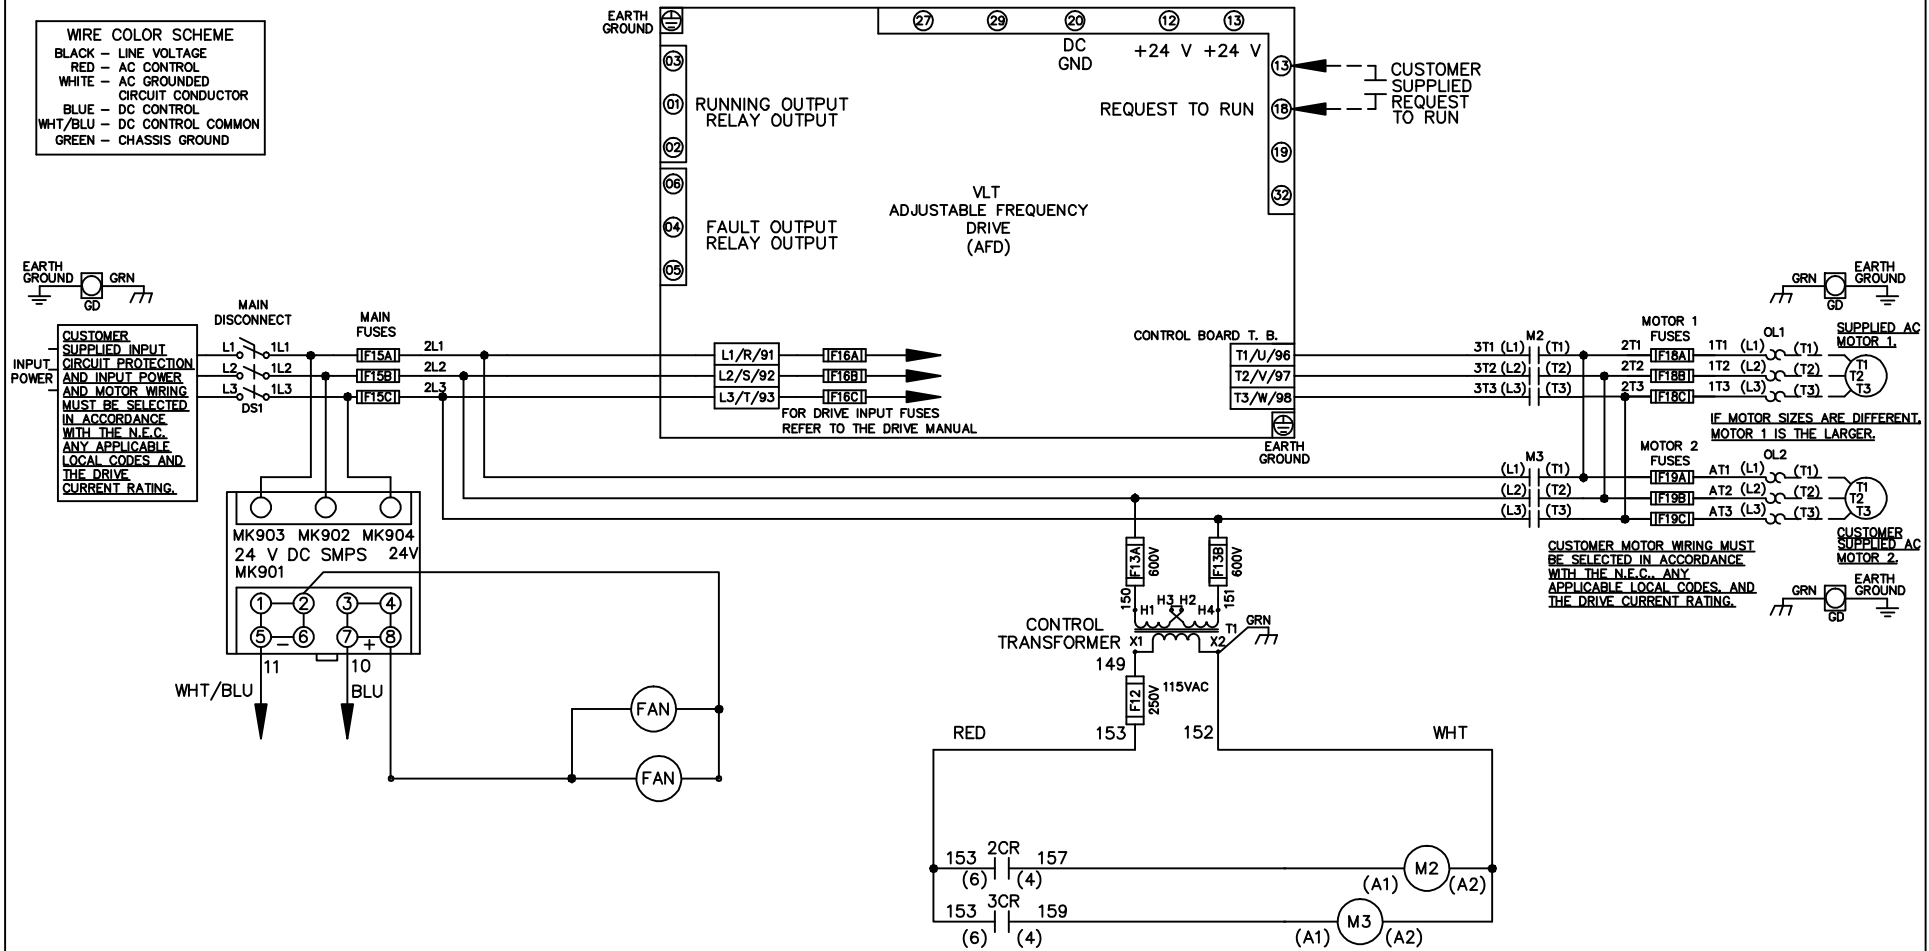 WIRE COLOR SCHEME
BLACK – LINE VOLTAGE
RED – AC CONTROL
WHITE – AC GROUNDED
CIRCUIT CONDUCTOR
BLUE – DC CONTROL
WHT/BLU – DC CONTROL COMMON
GREEN – CHASSIS GROUND
EARTH
GROUND
27 29 20 12 13
DC
GND
+24 V +24 V
03
01
02
RUNNING OUTPUT
RELAY OUTPUT
06
04
05
FAULT OUTPUT
RELAY OUTPUT
REQUEST TO RUN
13
18
19
32
CUSTOMER
SUPPLIED
REQUEST
TO RUN
VLT
ADJUSTABLE FREQUENCY
DRIVE
(AFD)
EARTH
GROUND
GRN
GD
INPUT
POWER
CUSTOMER
SUPPLIED INPUT
CIRCUIT PROTECTION
AND INPUT POWER
AND MOTOR WIRING
MUST BE SELECTED
IN ACCORDANCE
WITH THE N.E.C.
ANY APPLICABLE
LOCAL CODES AND
THE DRIVE
CURRENT RATING.
MAIN
DISCONNECT
L1 1L1
L2 1L2
L3 1L3
DS1
MAIN
FUSES
F15A 2L1
F15B 2L2
F15C 2L3
L1/R/91 F16A
L2/S/92 F16B
L3/T/93 F16C
FOR DRIVE INPUT FUSES
REFER TO THE DRIVE MANUAL
CONTROL BOARD T. B.
T1/U/96
T2/V/97
T3/W/98
EARTH
GROUND
M2
3T1 (L1) (T1)
3T2 (L2) (T2)
3T3 (L3) (T3)
MOTOR 1
FUSES
2T1 F18A 1T1 (L1)
2T2 F18B 1T2 (L2)
2T3 F18C 1T3 (L3)
OL1
(T1)
(T2)
(T3)
T1
T2
T3
GRN
GD
EARTH
GROUND
SUPPLIED AC
MOTOR 1.
IF MOTOR SIZES ARE DIFFERENT,
MOTOR 1 IS THE LARGER.
M3
(L1) (T1)
(L2) (T2)
(L3) (T3)
MOTOR 2
FUSES
F19A AT1 (L1)
F19B AT2 (L2)
F19C AT3 (L3)
OL2
(T1)
(T2)
(T3)
T1
T2
T3
CUSTOMER
SUPPLIED AC
MOTOR 2.
CUSTOMER MOTOR WIRING MUST
BE SELECTED IN ACCORDANCE
WITH THE N.E.C., ANY
APPLICABLE LOCAL CODES, AND
THE DRIVE CURRENT RATING.
GRN
GD
EARTH
GROUND
MK903 MK902 MK904
24 V DC SMPS 24V
MK901
1 2 3 4
5 – 6 7 + 8
11
10
WHT/BLU
BLU
FAN
FAN
F13A
600V
F13B
600V
150
151
H1 H3 H2 H4
CONTROL
TRANSFORMER
X1 X2
T1
GRN
149
F12
250V
115VAC
153
152
RED
WHT
153 2CR 157
(6) (4)
M2
(A1) (A2)
153 3CR 159
(6) (4)
M3
(A1) (A2)